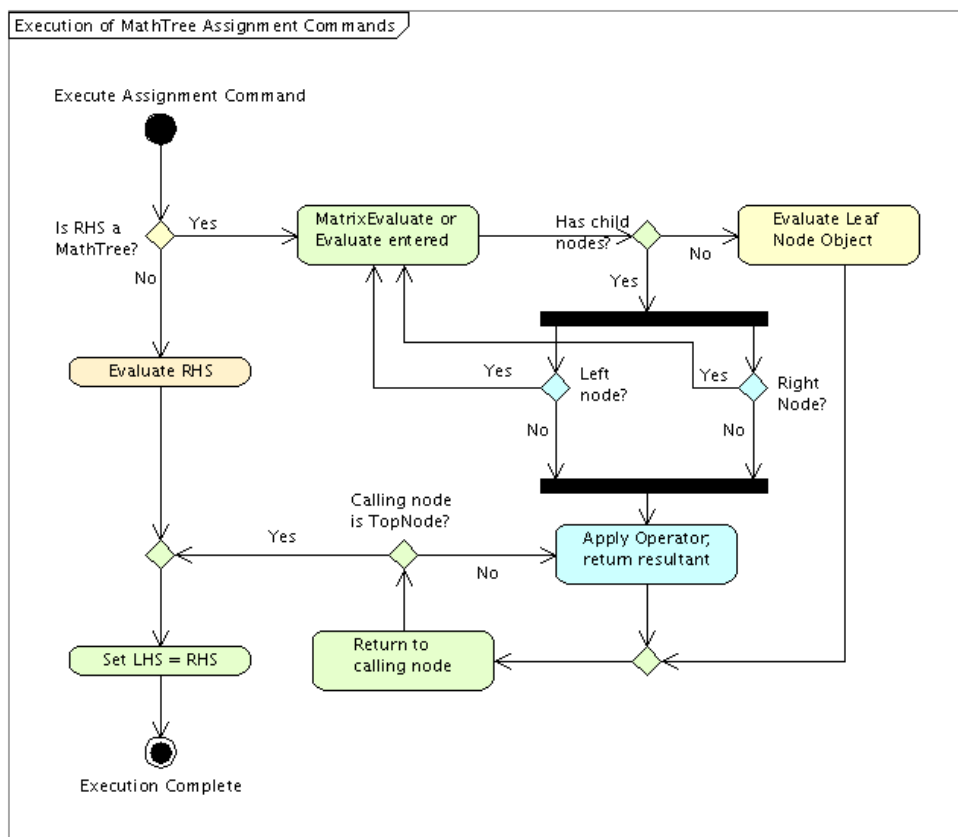 Execution of MathTree Assignment Commands
Execute Assignment Command
Is RHS a
MathTree?
Yes
No
MatrixEvaluate or
Evaluate entered
Has child
nodes?
No
Yes
Evaluate Leaf
Node Object
Evaluate RHS
Yes
Left
node?
No
Yes
Right
Node?
No
Calling node
is TopNode?
Yes
No
Apply Operator;
return resultant
Set LHS = RHS
Return to
calling node
Execution Complete